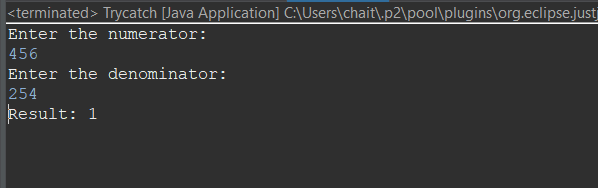 <terminated> Trycatch [Java Application] C:\Users\chait\.p2\pool\plugins\org.eclipse.justj
Enter the numerator:
456
Enter the denominator:
254
Result: 1